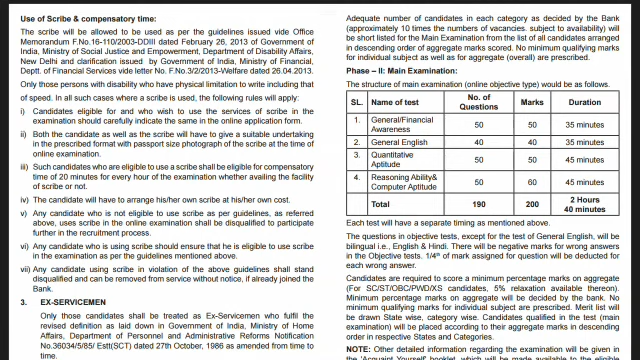 Use of Scribe & compensatory time:
The scribe will be allowed to be used as per the guidelines issued vide Office
Memorandum F.No.16-110/2003-DDIII dated February 26, 2013 of Government
of India, Ministry of Social Justice and Empowerment, Department of Disability Affairs,
New Delhi and clarification issued by Government of India, Ministry of Financial,
Deptt. of Financial Services vide letter No. F.No.3/2/2013-Welfare dated 26.04.2013.
Only those persons with disability who have physical limitation to write including that
of speed. In all such cases where a scribe is used, the following rules will apply:
i) Candidates eligible for and who wish to use the services of scribe in the
examination should carefully indicate the same in the online application form.
ii) Both the candidate as well as the scribe will have to give a suitable undertaking
in the prescribed format with passport size photograph of the scribe at the time of
online examination.
iii) Such candidates who are eligible to use a scribe shall be eligible for compensatory
time of 20 minutes for every hour of the examination whether availing the facility
of scribe or not.
iv) The candidate will have to arrange his/her own scribe at his/her own cost.
v) Any candidate who is not eligible to use scribe as per guidelines, as referred
above, uses scribe in the online examination shall be disqualified to participate
further in the recruitment process.
vi) Any candidate who is using scribe should ensure that he is eligible to use scribe
in the examination as per the guidelines mentioned above.
vii) Any candidate using scribe in violation of the above guidelines shall stand
disqualified and can be removed from service without notice, if already joined the
Bank.
3. EX-SERVICEMEN
Only those candidates shall be treated as Ex-Servicemen who fulfil the
revised definition as laid down in Government of India, Ministry of Home
Affairs, Department of Personnel and Administrative Reforms Notification
No.36034/5/85/ Estt(SCT) dated 27th October, 1986 as amended from time to
time.
Adequate number of candidates in each category as decided by the Bank
(approximately 10 times the numbers of vacancies. subject to availability) will
be short listed for the Main Examination from the list of all candidates arranged
in descending order of aggregate marks scored. No minimum qualifying marks
for individual subject as well as for aggregate (overall) are prescribed.
Phase – II: Main Examination:
The structure of main examination (online objective type) would be as follows.
SL. Name of test No. of Questions Marks Duration
1. General/Financial Awareness 50 50 35 minutes
2. General English 40 40 35 minutes
3. Quantitative Aptitude 50 50 45 minutes
4. Reasoning Ability& Computer Aptitude 50 60 45 minutes
Total 190 200 2 Hours 40 minutes
Each test will have a separate timing as mentioned above.
The questions in objective tests, except for the test of General English, will be
bilingual i.e., English & Hindi. There will be negative marks for wrong answers
in the Objective tests. 1/4th of mark assigned for question will be deducted for
each wrong answer.
Candidates are required to score a minimum percentage marks on aggregate
(For SC/ST/OBC/PWD/XS candidates, 5% relaxation available thereon).
Minimum percentage marks on aggregate will be decided by the bank. No
minimum qualifying marks for individual subject are prescribed. Merit list will
be drawn State wise, category wise. Candidates qualified in the test (main
examination) will be placed according to their aggregate marks in descending
order in respective States and Categories.
NOTE: Other detailed information regarding the examination will be given in
the 'Acquaint Yourself' booklet, which will be made available to the eligible